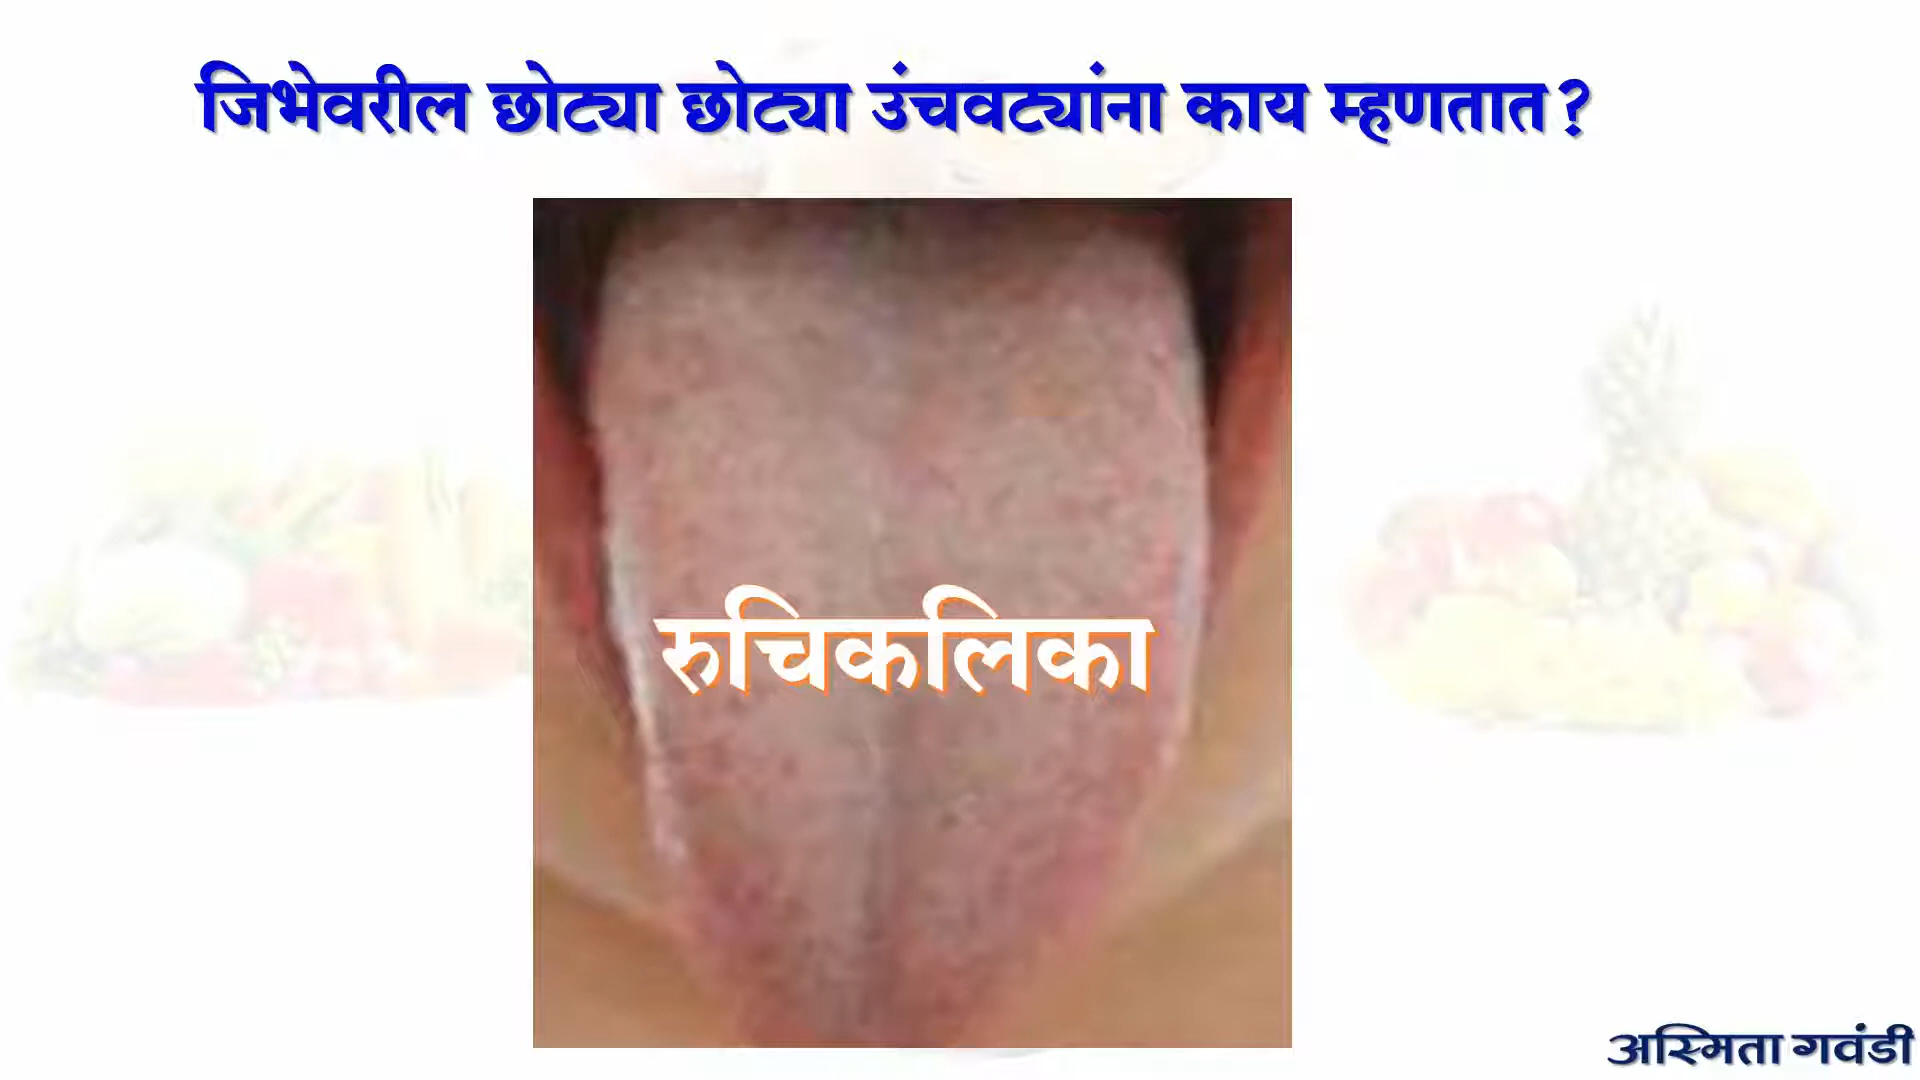 जिभेवरील छोट्या छोट्या उंचवट्यांना काय म्हणतात?
रुचिकलिका
अस्मिता गवंडी